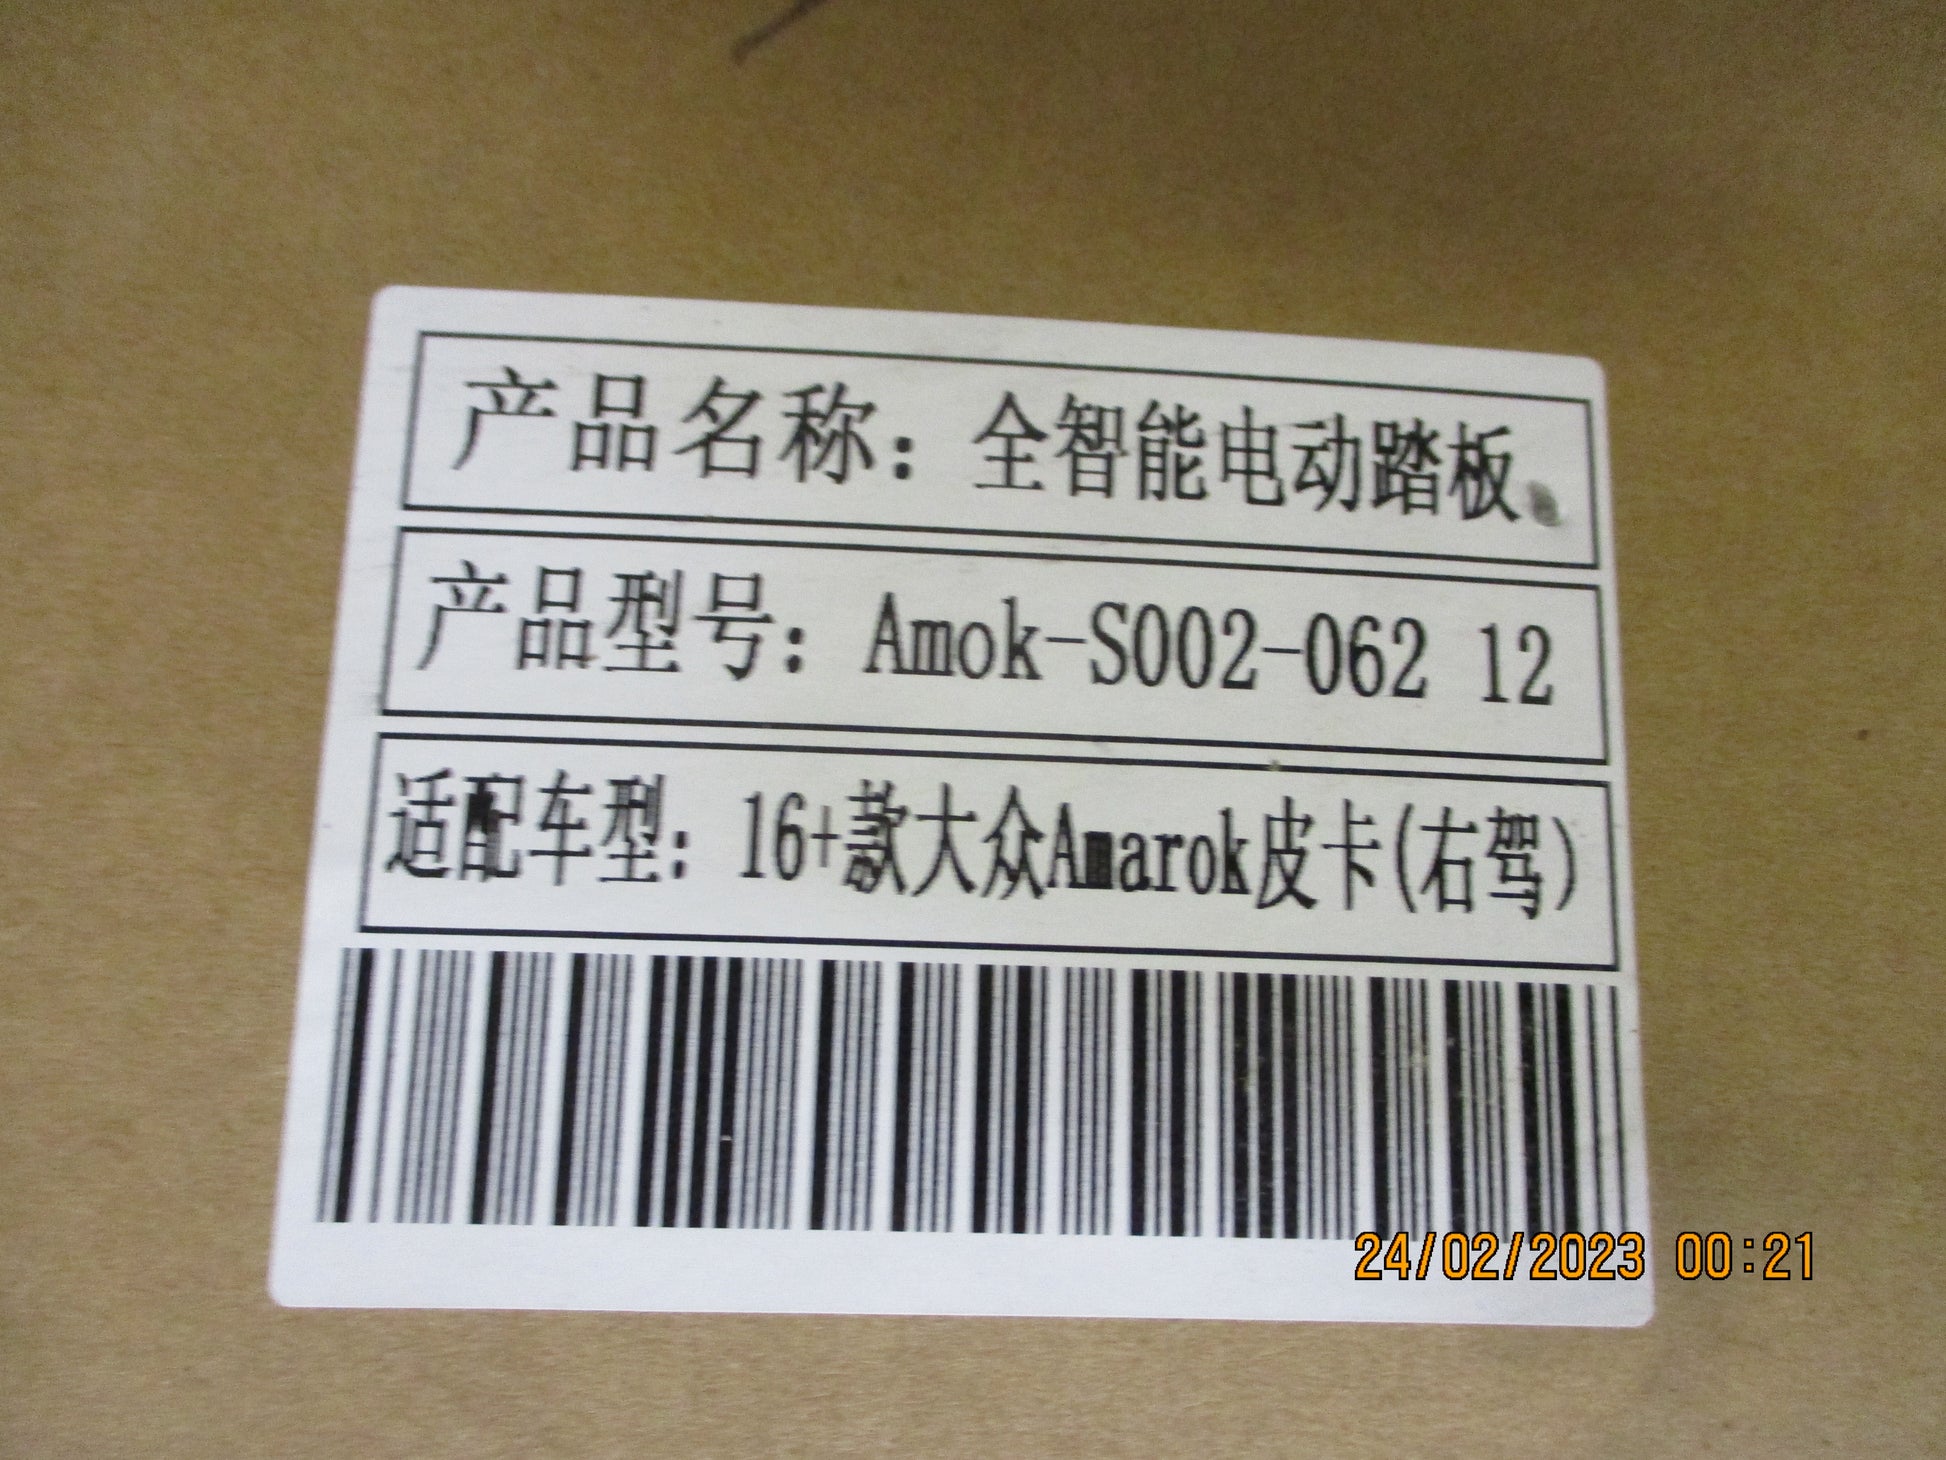 产品名称：全智能电动踏板
产品型号：Amok-S002-062 12
适配车型：16+款大众Amarok皮卡(右驾)
24/02/2023 00:21